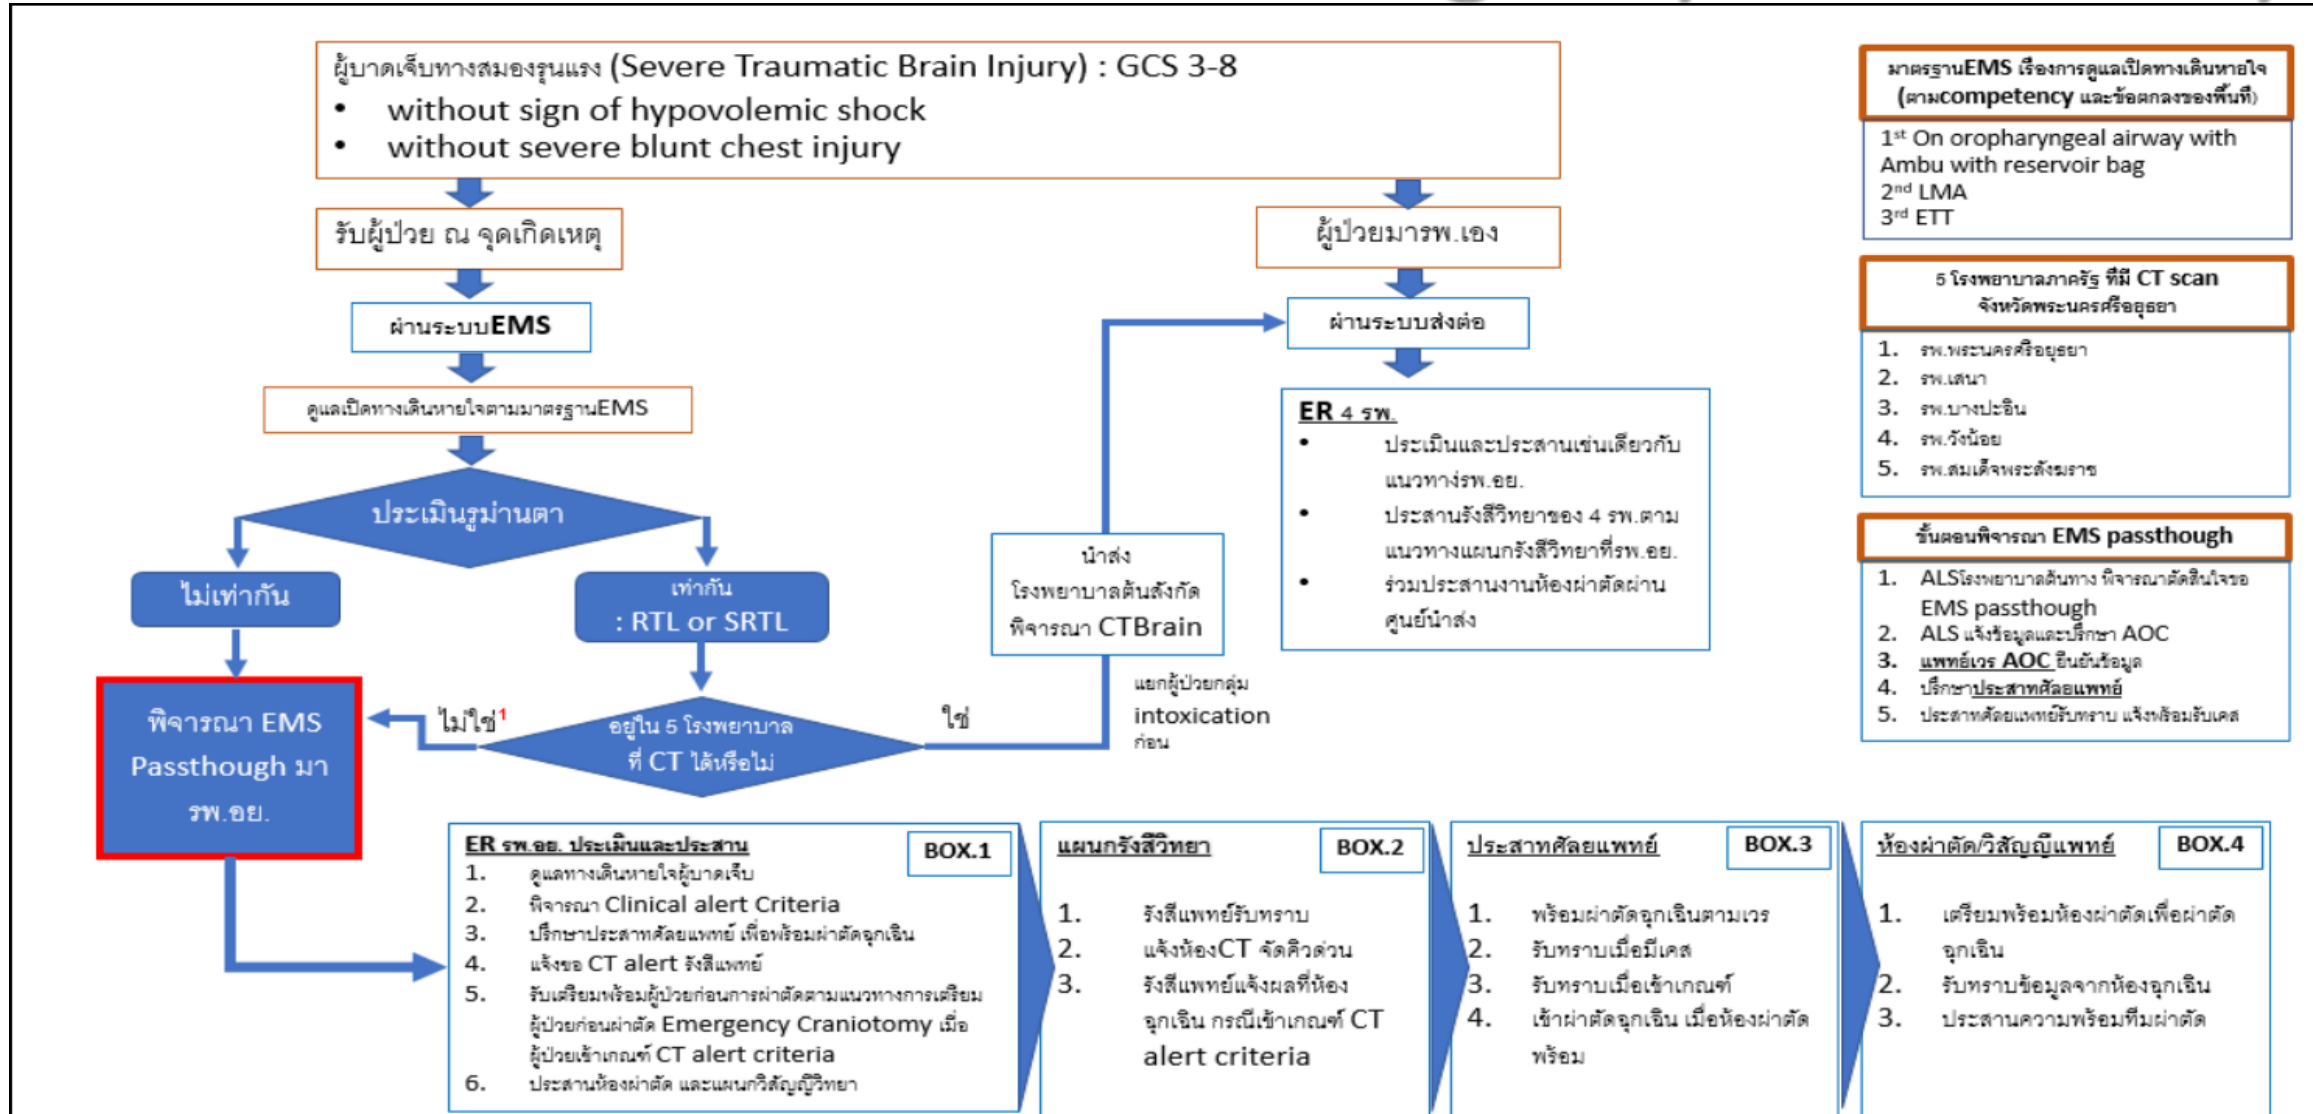 ผู้บาดเจ็บทางสมองรุนแรง (Severe Traumatic Brain Injury) : GCS 3-8
• without sign of hypovolemic shock
• without severe blunt chest injury
รับผู้ป่วย ณ จุดเกิดเหตุ
ผ่านระบบEMS
ดูแลเปิดทางเดินหายใจตามมาตรฐานEMS
ประเมินรูม่านตา
ไม่เท่ากัน
เท่ากัน
: RTL or SRTL
พิจารณา EMS
Passthough มา
รพ.อย.
ไม่ใช่¹
อยู่ใน 5 โรงพยาบาล
ที่ CT ได้หรือไม่
ใช่
แยกผู้ป่วยกลุ่ม
intoxication
ก่อน
นำส่ง
โรงพยาบาลต้นสังกัด
พิจารณา CTBrain
ผู้ป่วยมารพ.เอง
ผ่านระบบส่งต่อ
ER 4 รพ.
• ประเมินและประสานเช่นเดียวกับ
แนวทางรพ.อย.
• ประสานรังสีวิทยาของ 4 รพ.ตาม
แนวทางแผนกรังสีวิทยาที่รพ.อย.
• ร่วมประสานงานห้องผ่าตัดผ่าน
ศูนย์นำส่ง
มาตรฐานEMS เรื่องการดูแลเปิดทางเดินหายใจ
(ตามcompetency และข้อตกลงของพื้นที่)
1st On oropharyngeal airway with
Ambu with reservoir bag
2nd LMA
3rd ETT
5 โรงพยาบาลภาครัฐ ที่มี CT scan
จังหวัดพระนครศรีอยุธยา
1. รพ.พระนครศรีอยุธยา
2. รพ.เสนา
3. รพ.บางปะอิน
4. รพ.วังน้อย
5. รพ.สมเด็จพระสังฆราช
ขั้นตอนพิจารณา EMS passthough
1. ALSโรงพยาบาลต้นทาง พิจารณาตัดสินใจขอ
EMS passthough
2. ALS แจ้งข้อมูลและปรึกษา AOC
3. แพทย์เวร AOC ยืนยันข้อมูล
4. ปรึกษาประสาทศัลยแพทย์
5. ประสาทศัลยแพทย์รับทราบ แจ้งพร้อมรับเคส
ER รพ.อย. ประเมินและประสาน
BOX.1
1. ดูแลทางเดินหายใจผู้บาดเจ็บ
2. พิจารณา Clinical alert Criteria
3. ปรึกษาประสาทศัลยแพทย์ เพื่อพร้อมผ่าตัดฉุกเฉิน
4. แจ้งขอ CT alert รังสีแพทย์
5. รับเตรียมพร้อมผู้ป่วยก่อนการผ่าตัดตามแนวทางการเตรียม
ผู้ป่วยก่อนผ่าตัด Emergency Craniotomy เมื่อ
ผู้ป่วยเข้าเกณฑ์ CT alert criteria
6. ประสานห้องผ่าตัด และแผนกวิสัญญีวิทยา
แผนกรังสีวิทยา
BOX.2
1. รังสีแพทย์รับทราบ
2. แจ้งห้องCT จัดคิวด่วน
3. รังสีแพทย์แจ้งผลที่ห้อง
ฉุกเฉิน กรณีเข้าเกณฑ์ CT
alert criteria
ประสาทศัลยแพทย์
BOX.3
1. พร้อมผ่าตัดฉุกเฉินตามเวร
2. รับทราบเมื่อมีเคส
3. รับทราบเมื่อเข้าเกณฑ์
4. เข้าผ่าตัดฉุกเฉิน เมื่อห้องผ่าตัด
พร้อม
ห้องผ่าตัด/วิสัญญีแพทย์
BOX.4
1. เตรียมพร้อมห้องผ่าตัดเพื่อผ่าตัด
ฉุกเฉิน
2. รับทราบข้อมูลจากห้องฉุกเฉิน
3. ประสานความพร้อมทีมผ่าตัด